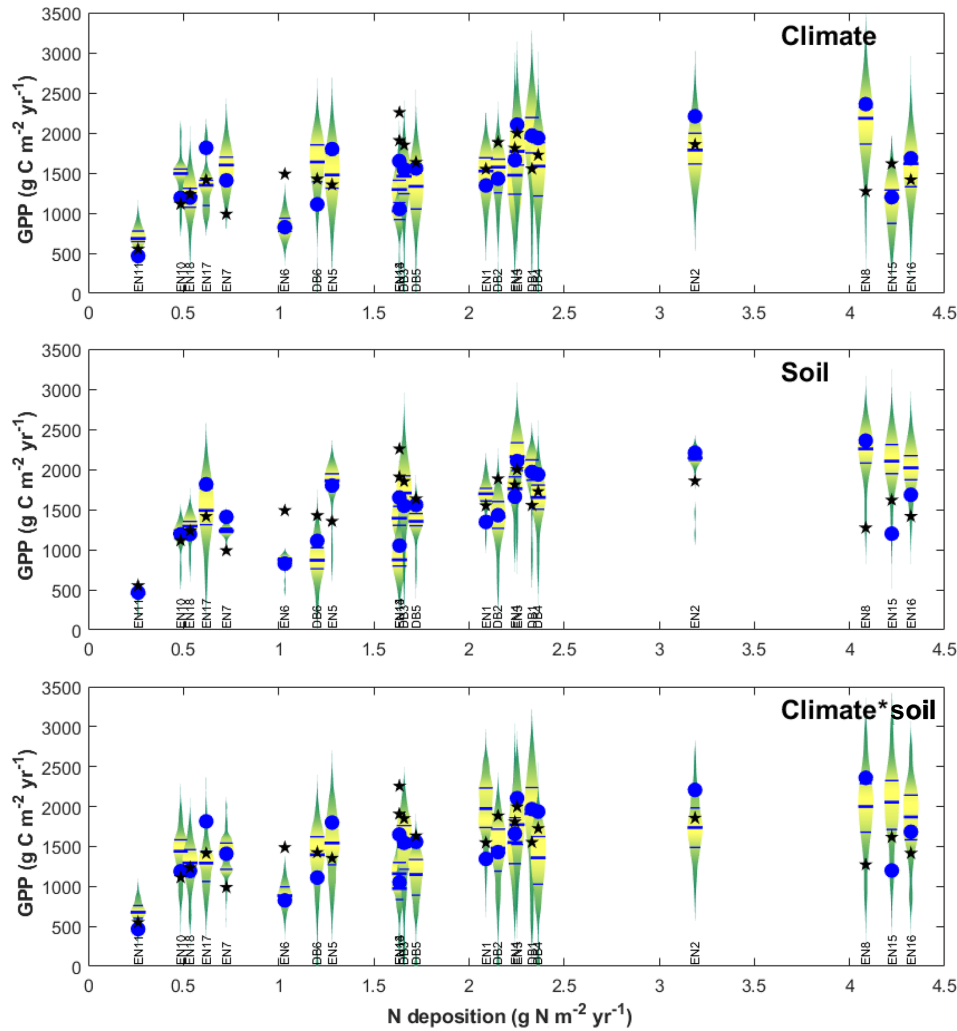 Climate
GPP (g C m⁻² yr⁻¹)
3500
3000
2500
2000
1500
1000
500
0
EN11
EN10
EN18
EN17
EN7
EN6
DB6
EN5
DB5
EN1
DB2
DB1
DB4
EN2
EN8
EN15
EN16
0 0.5 1 1.5 2 2.5 3 3.5 4 4.5
Soil
GPP (g C m⁻² yr⁻¹)
3500
3000
2500
2000
1500
1000
500
0
EN11
EN10
EN18
EN17
EN7
EN6
DB6
EN5
DB5
EN1
DB2
DB1
DB4
EN2
EN8
EN15
EN16
0 0.5 1 1.5 2 2.5 3 3.5 4 4.5
Climate*soil
GPP (g C m⁻² yr⁻¹)
3500
3000
2500
2000
1500
1000
500
0
EN11
EN10
EN18
EN17
EN7
EN6
DB6
EN5
DB5
EN1
DB2
DB1
DB4
EN2
EN8
EN15
EN16
0 0.5 1 1.5 2 2.5 3 3.5 4 4.5
N deposition (g N m⁻² yr⁻¹)